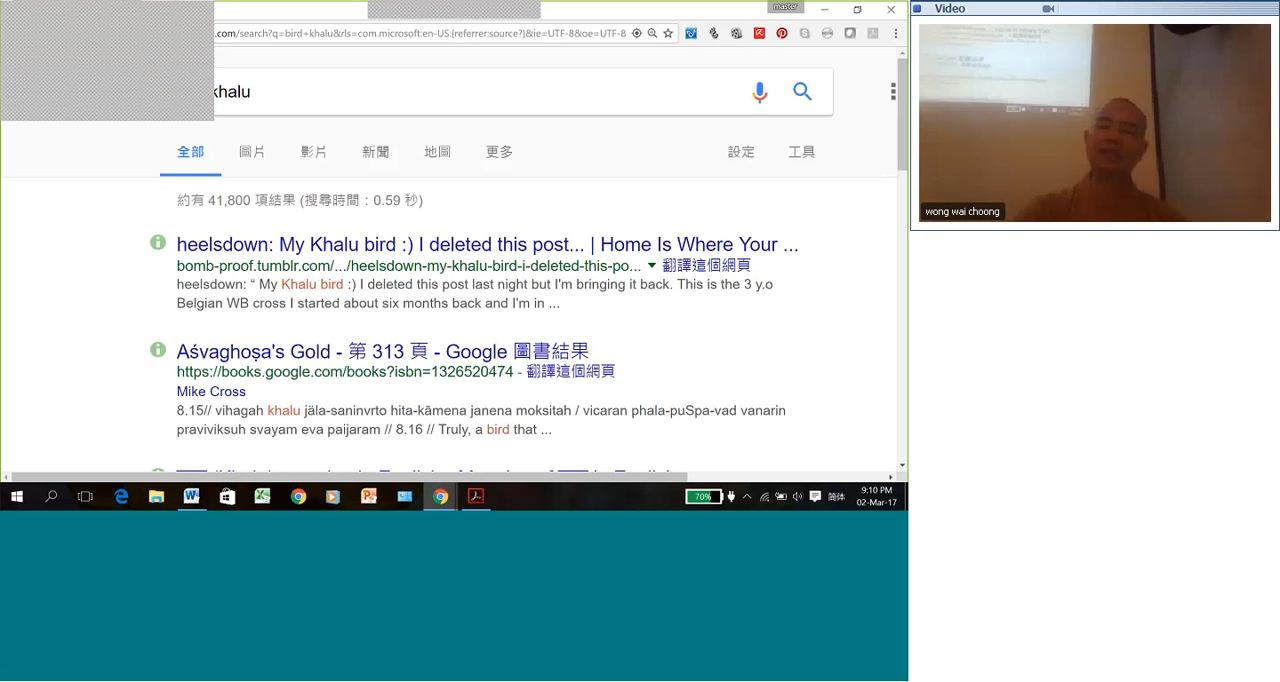 master
.com/search?q=bird+khalu&rls=com.microsoft:en-US:{referrer:source?}&ie=UTF-8&oe=UTF-8
khalu
全部 圖片 影片 新聞 地圖 更多 設定 工具
約有 41,800 項結果 (搜尋時間：0.59 秒)
heelsdown: My Khalu bird :) I deleted this post... | Home Is Where Your ...
bomb-proof.tumblr.com/.../heelsdown-my-khalu-bird-i-deleted-this-po... 翻譯這個網頁
heelsdown: “ My Khalu bird :) I deleted this post last night but I'm bringing it back. This is the 3 y.o
Belgian WB cross I started about six months back and I'm in ...
Aśvaghoṣa's Gold - 第 313 頁 - Google 圖書結果
https://books.google.com/books?isbn=1326520474 - 翻譯這個網頁
Mike Cross
8.15// vihagah khalu jäla-saninvrto hita-kāmena janena moksitah / vicaran phala-puSpa-vad vanarin
praviviksuh svayam eva paijaram // 8.16 // Truly, a bird that ...
70%
简体
9:10 PM
02-Mar-17
Video
wong wai choong